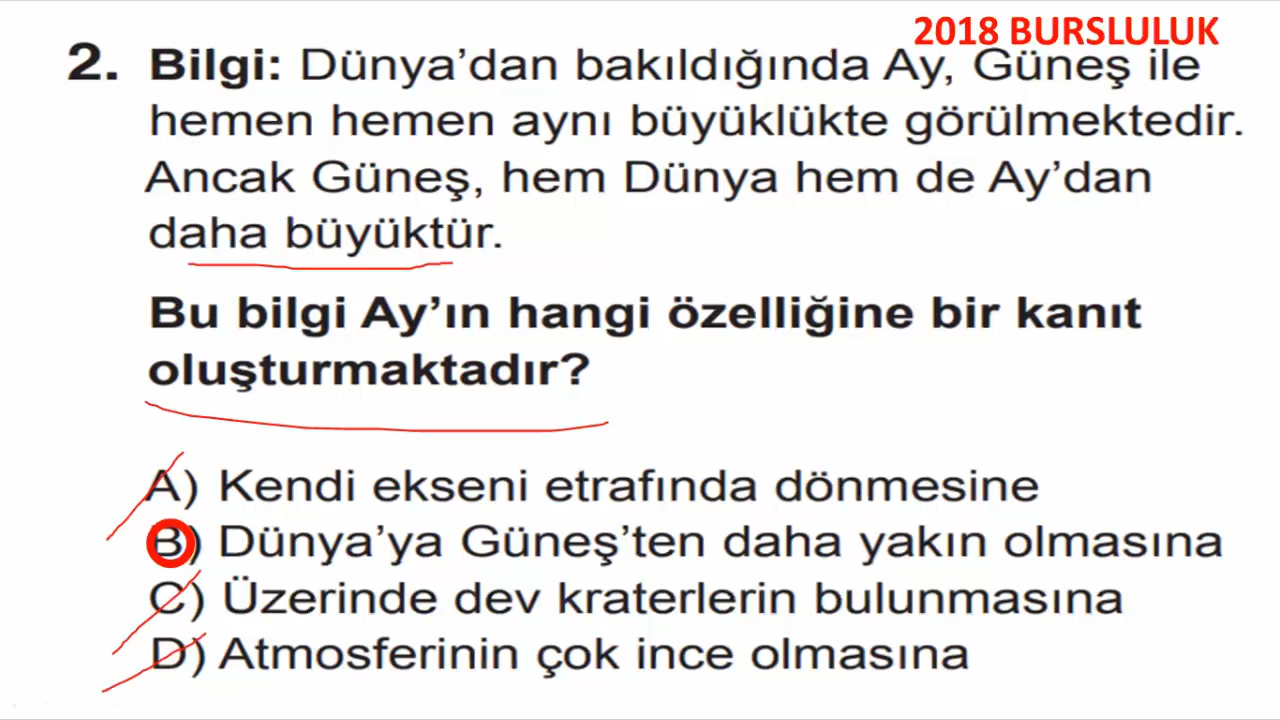 2018 BURSLULUK
2. Bilgi: Dünya'dan bakıldığında Ay, Güneş ile
hemen hemen aynı büyüklükte görülmektedir.
Ancak Güneş, hem Dünya hem de Ay'dan
daha büyüktür.
Bu bilgi Ay'ın hangi özelliğine bir kanıt
oluşturmaktadır?
A) Kendi ekseni etrafında dönmesine
B) Dünya'ya Güneş'ten daha yakın olmasına
C) Üzerinde dev kraterlerin bulunmasına
D) Atmosferinin çok ince olmasına